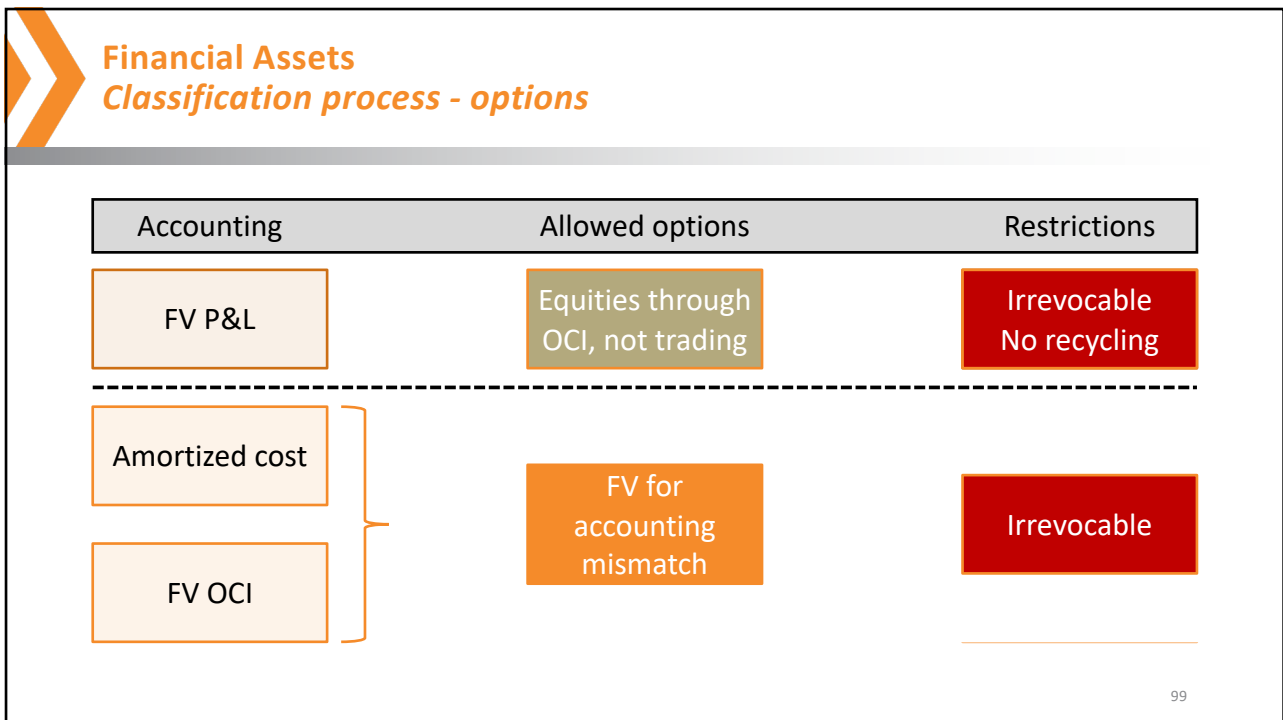 Financial Assets
Classification process - options
Accounting
Allowed options
Restrictions
FV P&L
Equities through
OCI, not trading
Irrevocable
No recycling
Amortized cost
FV OCI
FV for
accounting
mismatch
Irrevocable
99